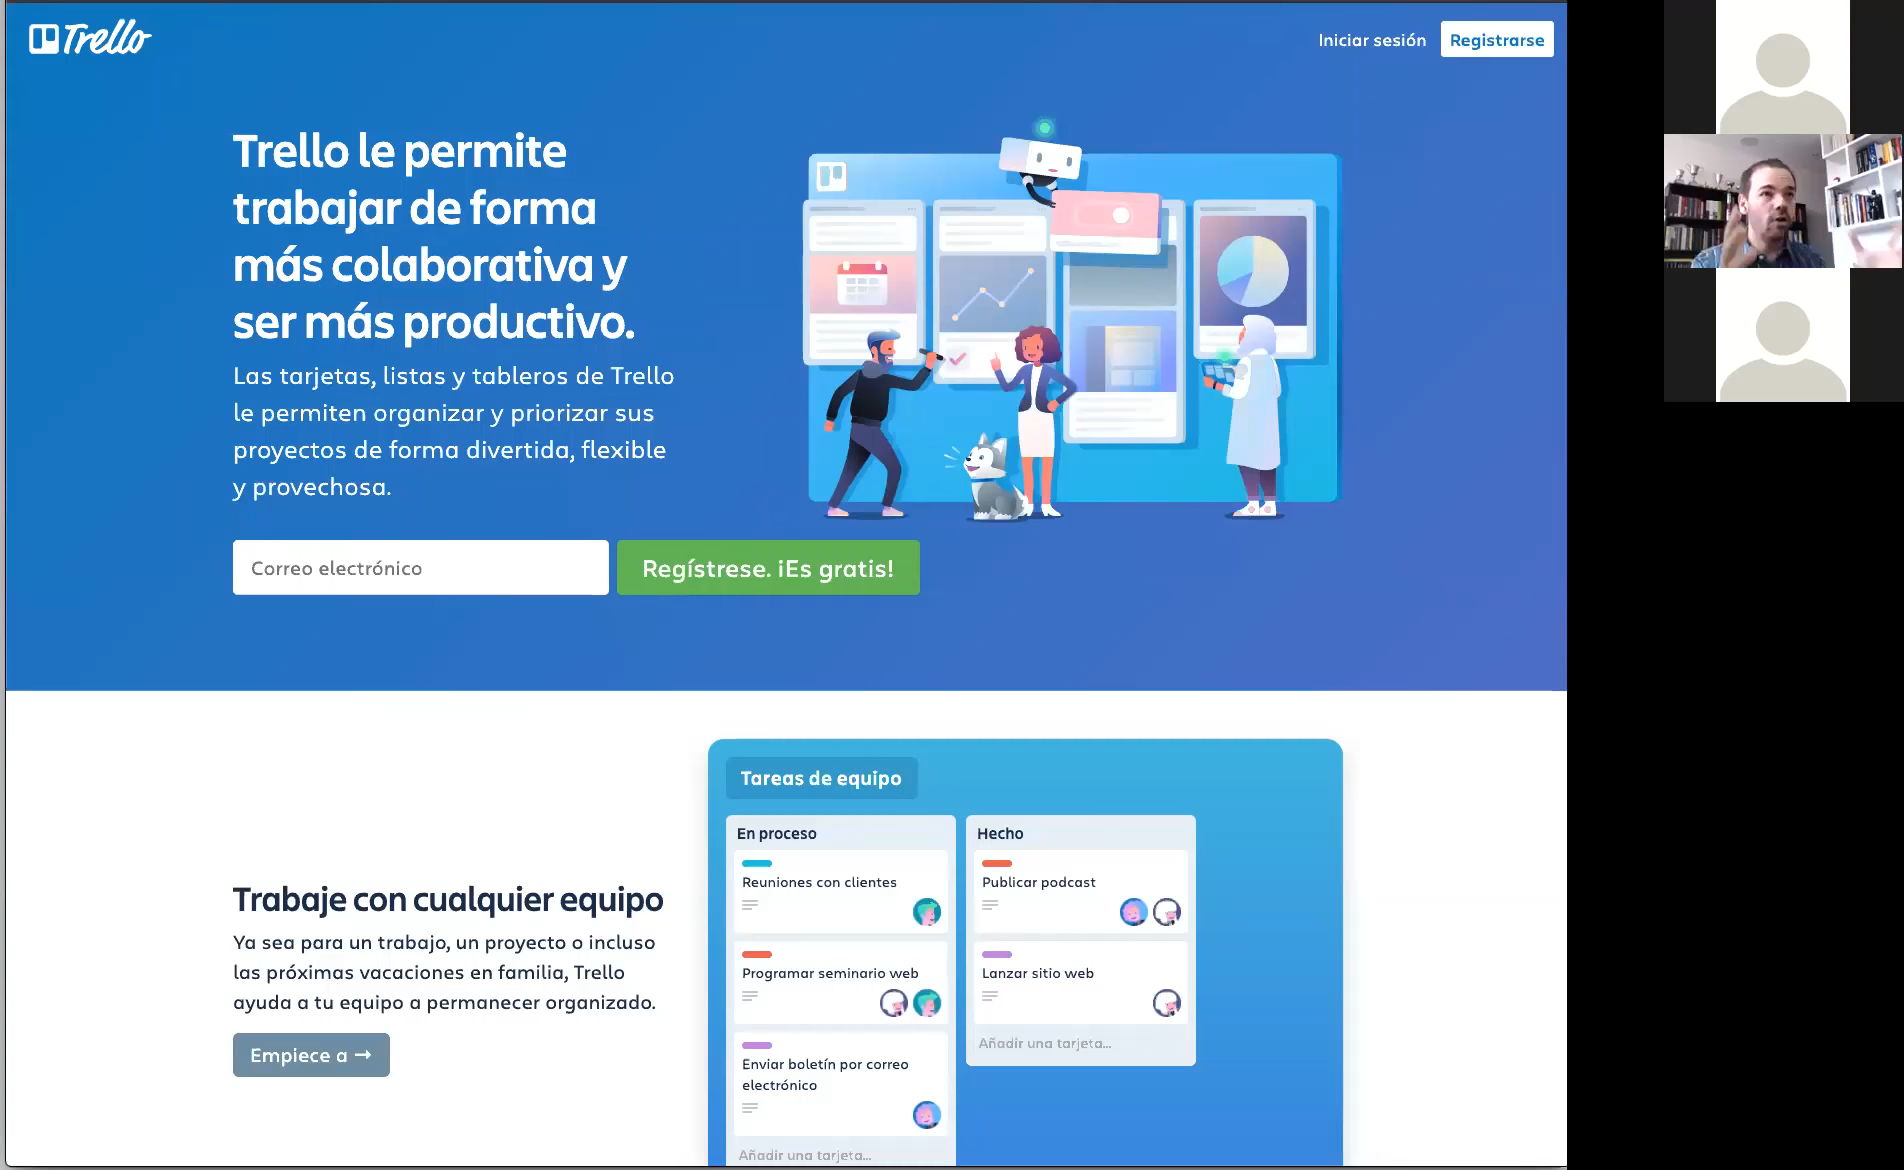 Trello
Iniciar sesión
Registrarse
Trello le permite
trabajar de forma
más colaborativa y
ser más productivo.
Las tarjetas, listas y tableros de Trello
le permiten organizar y priorizar sus
proyectos de forma divertida, flexible
y provechosa.
Correo electrónico
Regístrese. ¡Es gratis!
Trabaje con cualquier equipo
Ya sea para un trabajo, un proyecto o incluso
las próximas vacaciones en familia, Trello
ayuda a tu equipo a permanecer organizado.
Empiece a →
Tareas de equipo
En proceso
Reuniones con clientes
Programar seminario web
Enviar boletín por correo
electrónico
Añadir una tarjeta...
Hecho
Publicar podcast
Lanzar sitio web
Añadir una tarjeta...